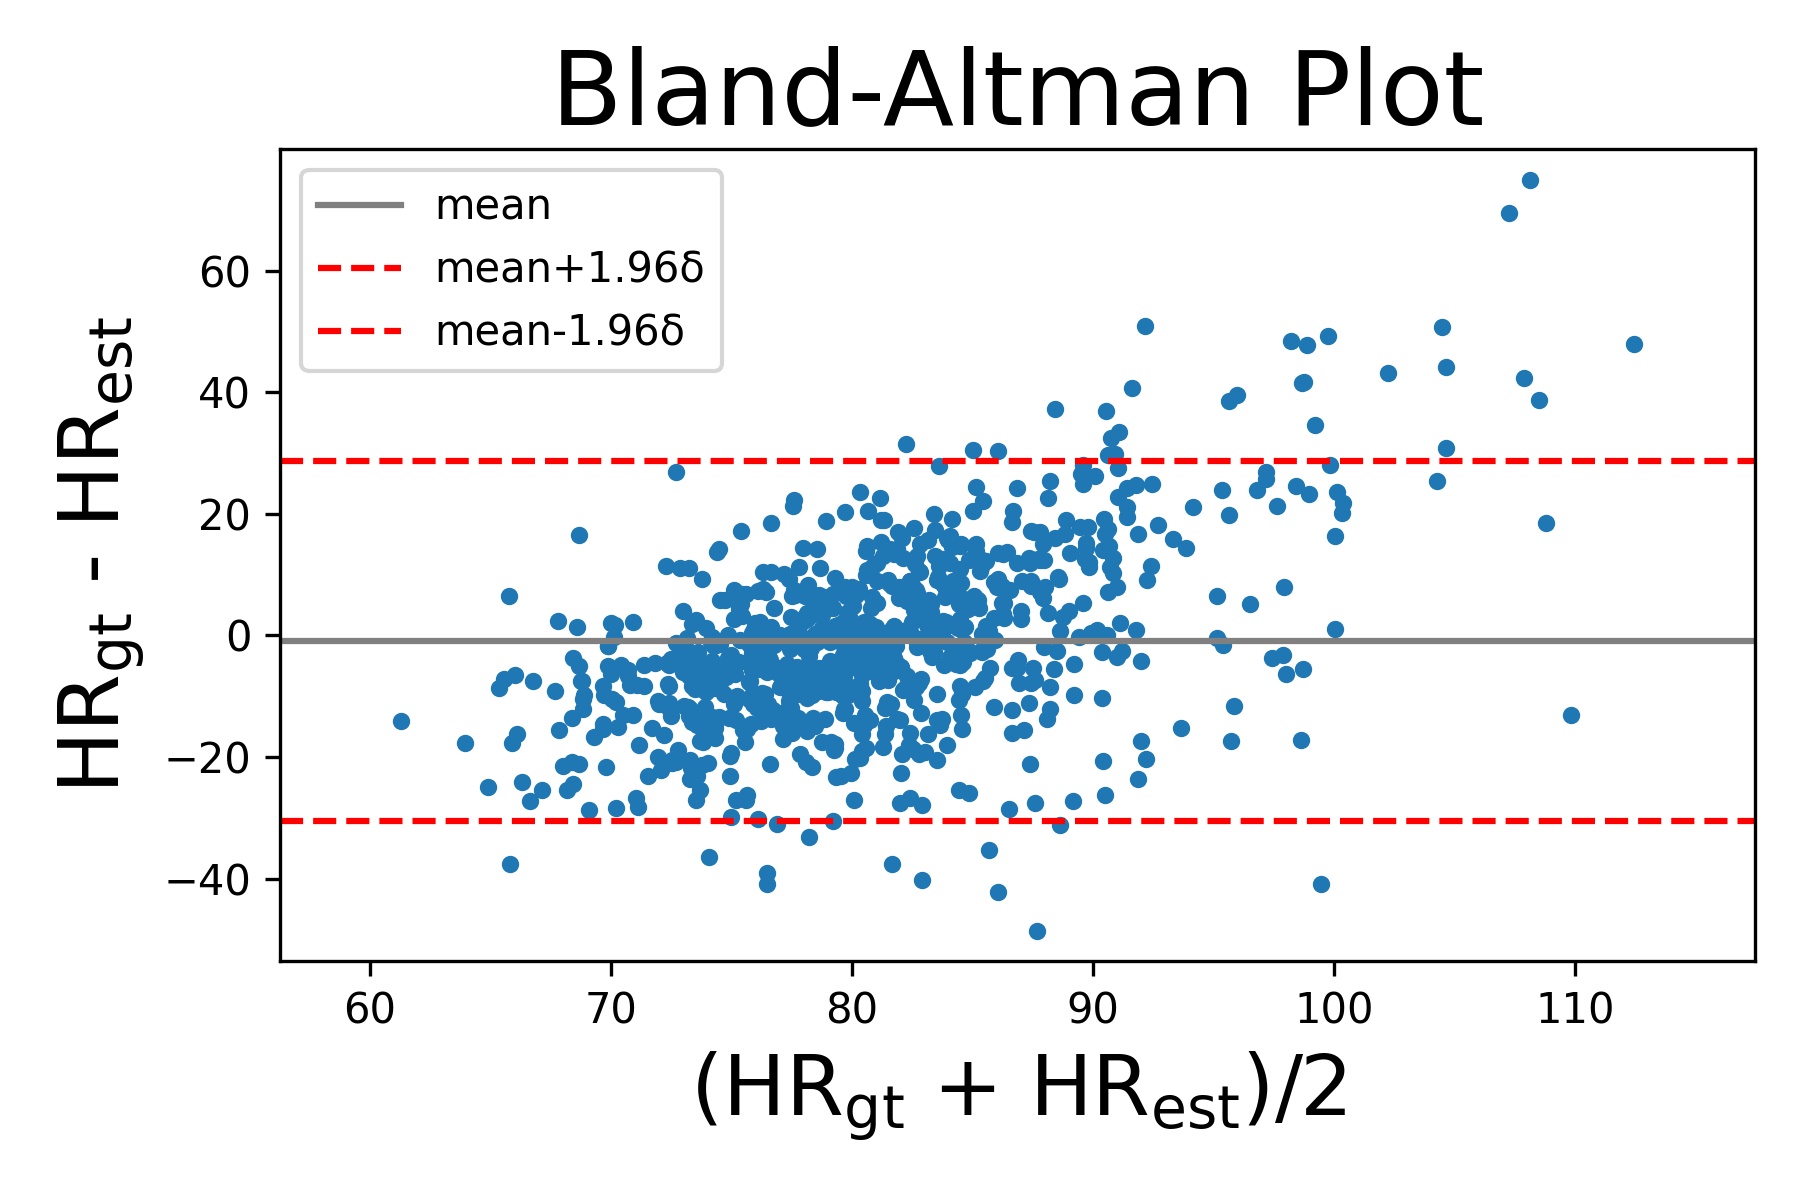 Bland-Altman Plot
mean
mean+1.96δ
mean-1.96δ
HRgt - HRest
60
40
20
0
−20
−40
60 70 80 90 100 110
(HRgt + HRest)/2